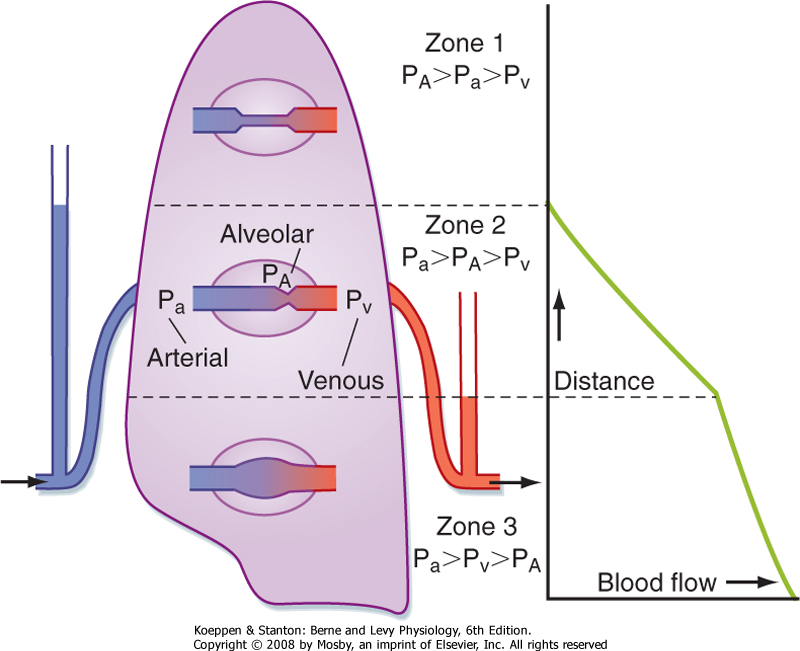 Zone 1
PA>Pa>Pv
Zone 2
Pa>PA>Pv
Alveolar
PA
Pa
Pv
Arterial
Venous
Distance
Zone 3
Pa>Pv>PA
Blood flow
Koeppen & Stanton: Berne and Levy Physiology, 6th Edition.
Copyright © 2008 by Mosby, an imprint of Elsevier, Inc. All rights reserved